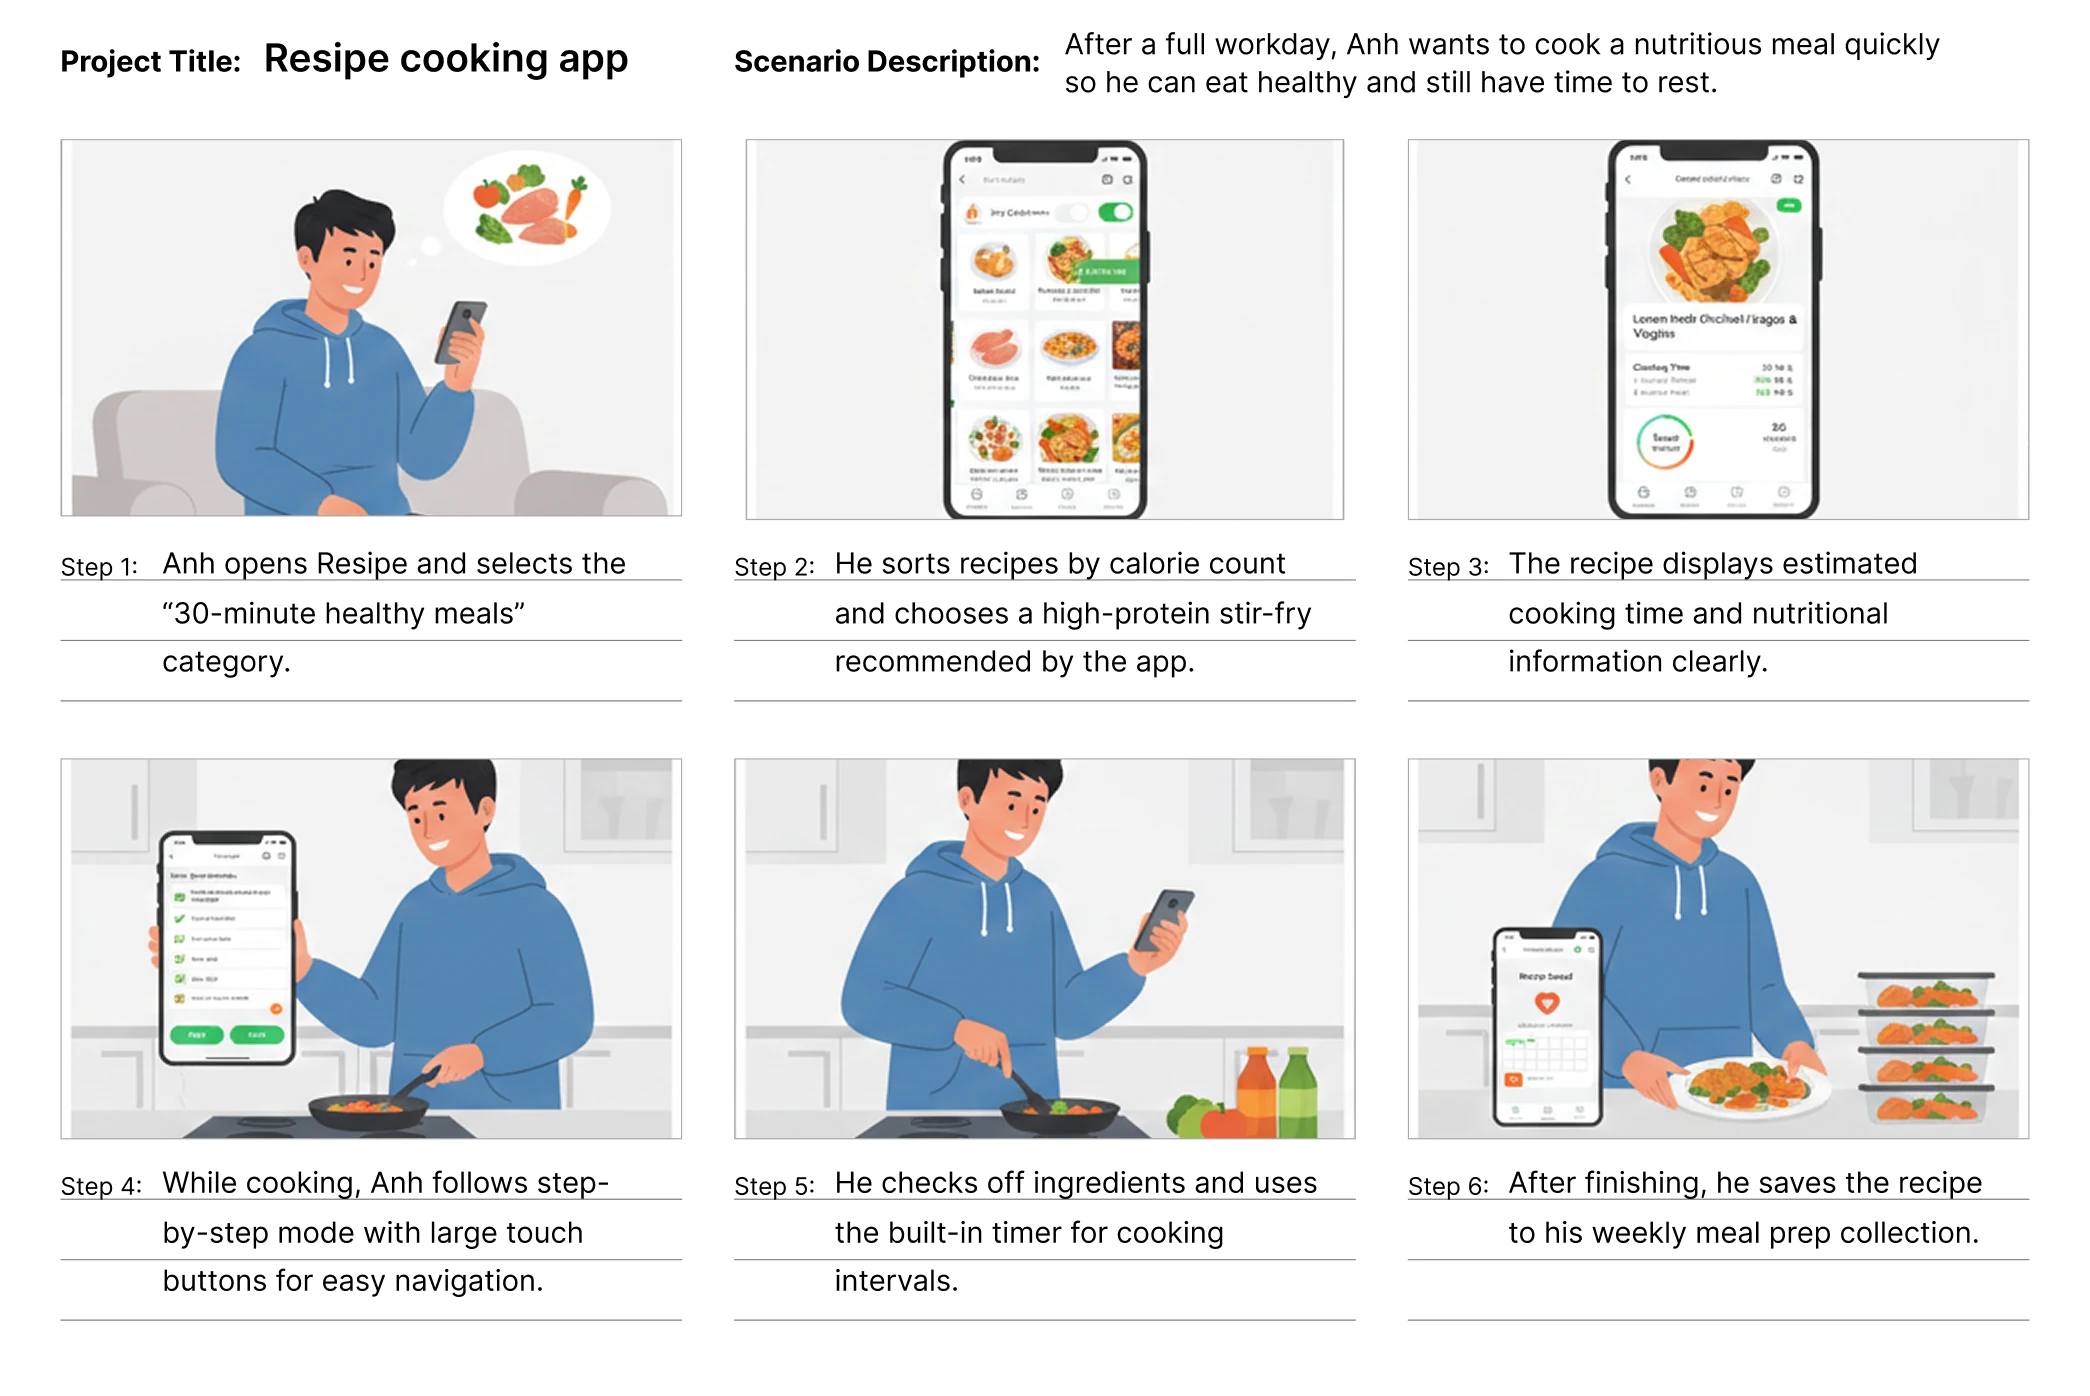 Project Title: Resipe cooking app
Scenario Description: After a full workday, Anh wants to cook a nutritious meal quickly
so he can eat healthy and still have time to rest.
Step 1: Anh opens Resipe and selects the
“30-minute healthy meals”
category.
Step 2: He sorts recipes by calorie count
and chooses a high-protein stir-fry
recommended by the app.
Step 3: The recipe displays estimated
cooking time and nutritional
information clearly.
Step 4: While cooking, Anh follows step-
by-step mode with large touch
buttons for easy navigation.
Step 5: He checks off ingredients and uses
the built-in timer for cooking
intervals.
Step 6: After finishing, he saves the recipe
to his weekly meal prep collection.